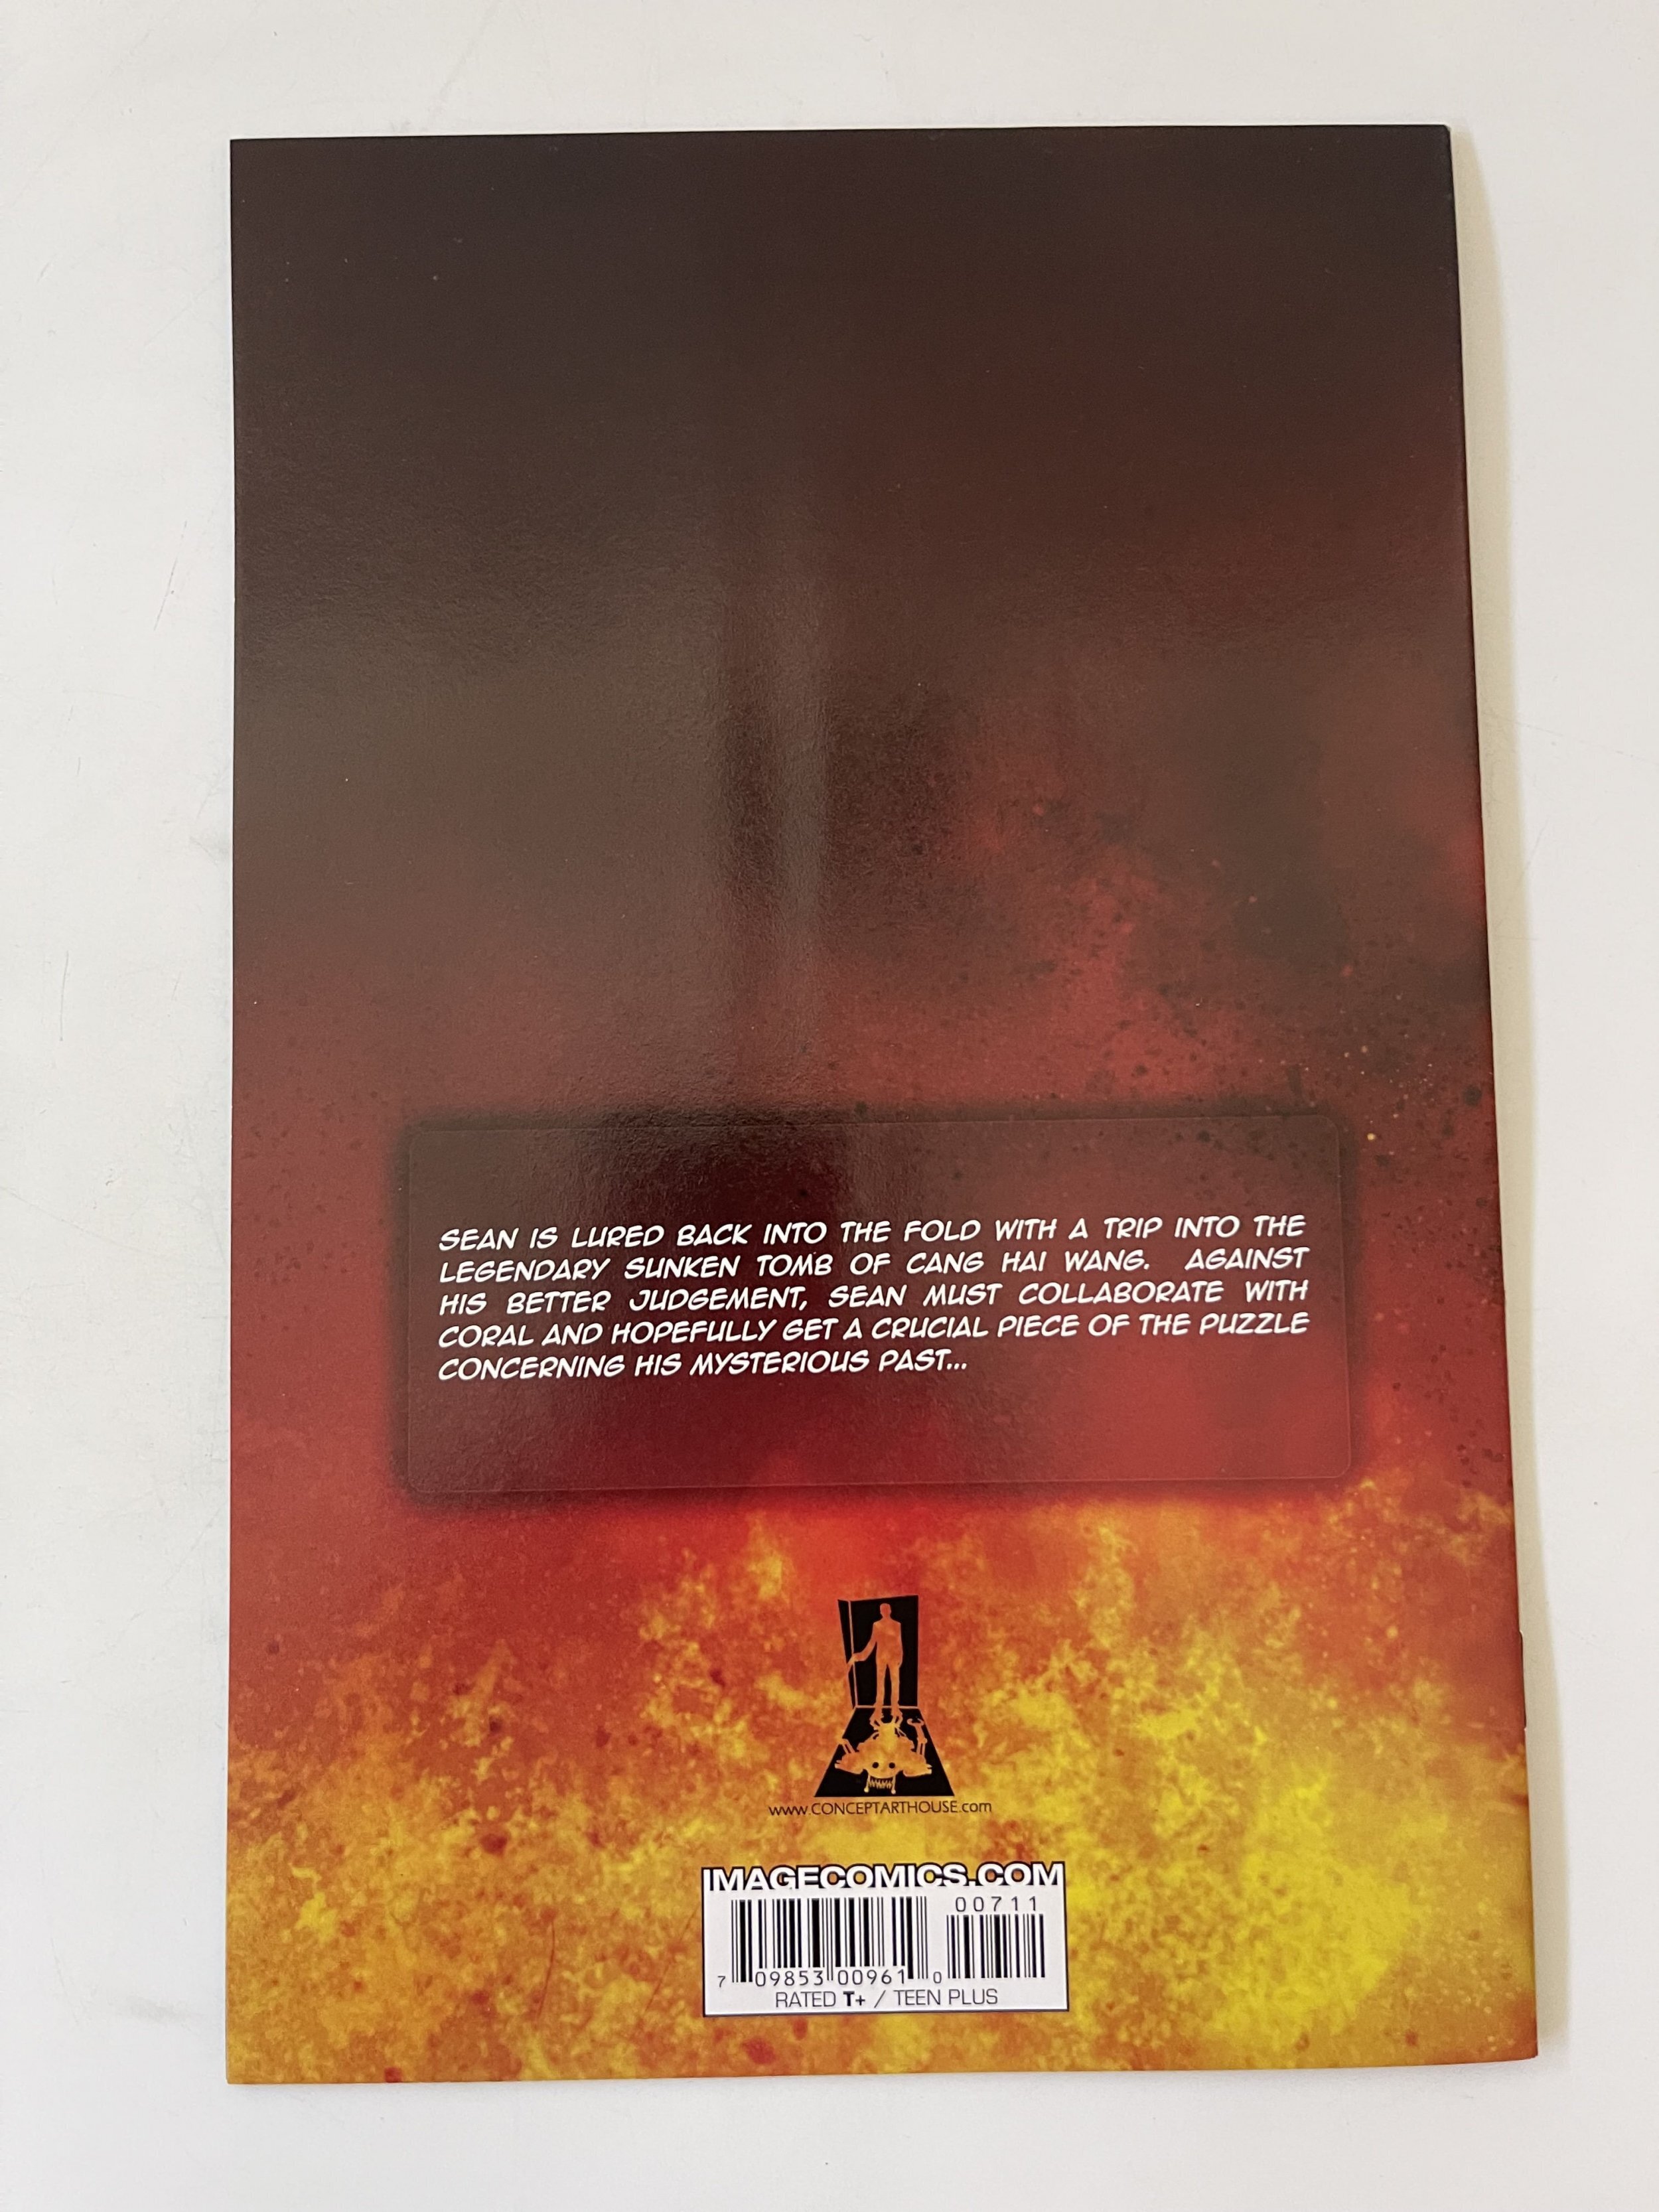 SEAN IS LURED BACK INTO THE FOLD WITH A TRIP INTO THE
LEGENDARY SUNKEN TOMB OF CANG HAI WANG. AGAINST
HIS BETTER JUDGEMENT, SEAN MUST COLLABORATE WITH
CORAL AND HOPEFULLY GET A CRUCIAL PIECE OF THE PUZZLE
CONCERNING HIS MYSTERIOUS PAST...
www.CONCEPTARTHOUSE.com
IMAGECOMICS.COM
00711
7 09853 00961 0
RATED T+ / TEEN PLUS